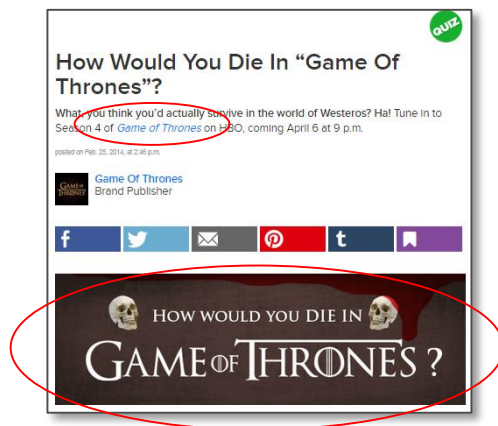 QUIZ
How Would You Die In “Game Of
Thrones”?
What, you think you’d actually survive in the world of Westeros? Ha! Tune in to
Season 4 of Game of Thrones on HBO, coming April 6 at 9 p.m.
posted on Feb. 25, 2014, at 2:46 p.m.
GAME OF
THRONES
Game Of Thrones
Brand Publisher
f
t
HOW WOULD YOU DIE IN
GAME OF THRONES ?